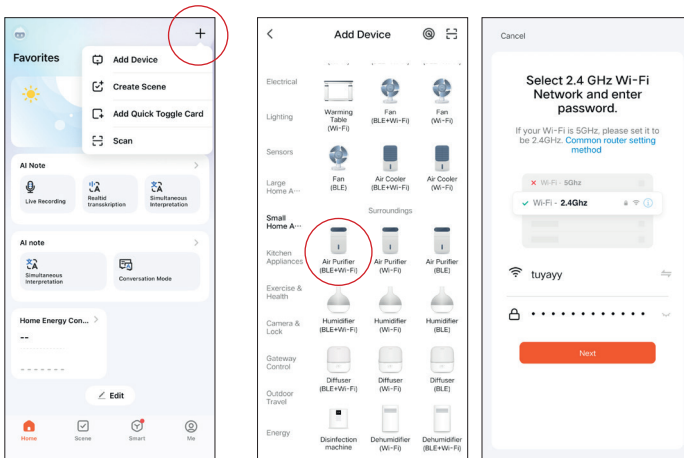 Favorites
Add Device
Create Scene
Add Quick Toggle Card
Scan
AI Note
Live Recording
Realtid
transskription
Simultaneous
Interpretation
AI note
Simultaneous
Interpretation
Conversation Mode
Home Energy Con...
--
-------
Edit
Home
Scene
Smart
Me
Add Device
Electrical
Lighting
Sensors
Large
Home A...
Small
Home A...
Kitchen
Appliances
Exercise &
Health
Camera &
Lock
Gateway
Control
Outdoor
Travel
Energy
Warming
Table
(Wi-Fi)
Fan
(BLE+Wi-Fi)
Fan
(Wi-Fi)
Fan
(BLE)
Air Cooler
(BLE+Wi-Fi)
Air Cooler
(Wi-Fi)
Surroundings
Air Purifier
(BLE+Wi-Fi)
Air Purifier
(Wi-Fi)
Air Purifier
(BLE)
Humidifier
(BLE+Wi-Fi)
Humidifier
(Wi-Fi)
Humidifier
(BLE)
Diffuser
(BLE+Wi-Fi)
Diffuser
(Wi-Fi)
Diffuser
(BLE)
Disinfection
machine
Dehumidifier
(Wi-Fi)
Dehumidifier
(BLE+Wi-Fi)
Cancel
Select 2.4 GHz Wi-Fi
Network and enter
password.
If your Wi-Fi is 5GHz, please set it to
be 2.4GHz. Common router setting
method
Wi-Fi - 5Ghz
Wi-Fi - 2.4Ghz
tuyayy
Next